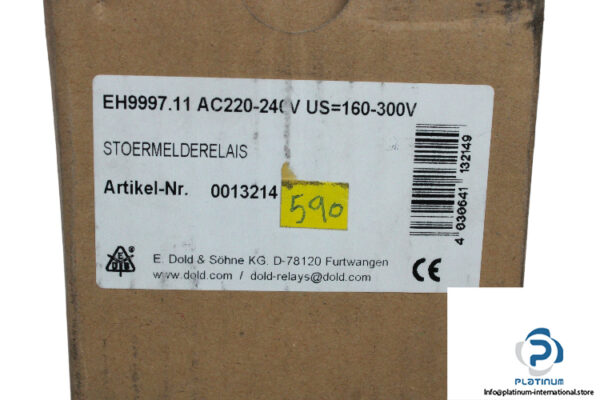 EH9997.11 AC220-240V US=160-300V
STOERMELDERELAIS
Artikel-Nr. 0013214
590
E. Dold & Söhne KG. D-78120 Furtwangen
www.dold.com / dold-relays@dold.com
4 030641 132149
CE
PLATINUM
Info@platinum-international.store